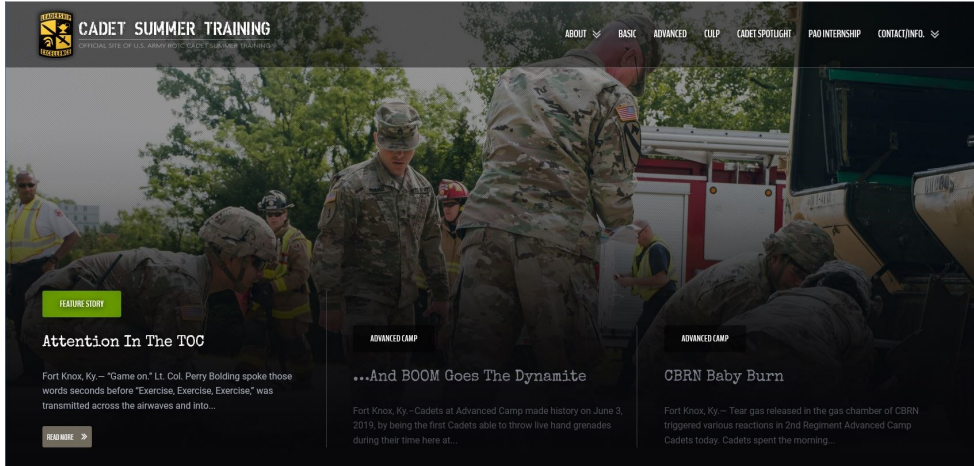 LEADERSHIP
EXCELLENCE
CADET SUMMER TRAINING
OFFICIAL SITE OF U.S. ARMY ROTC CADET SUMMER TRAINING
ABOUT BASIC ADVANCED CULP CADET SPOTLIGHT PAO INTERNSHIP CONTACT/INFO.
FEATURE STORY
Attention In The TOC
Fort Knox, Ky.— “Game on.” Lt. Col. Perry Bolding spoke those
words seconds before “Exercise, Exercise, Exercise,” was
transmitted across the airwaves and into...
READ MORE
ADVANCED CAMP
...And BOOM Goes The Dynamite
Fort Knox, Ky.–Cadets at Advanced Camp made history on June 3,
2019, by being the first Cadets able to throw live hand grenades
during their time here at...
ADVANCED CAMP
CBRN Baby Burn
Fort Knox, Ky.— Tear gas released in the gas chamber of CBRN
triggered various reactions in 2nd Regiment Advanced Camp
Cadets today. Cadets spent the morning...